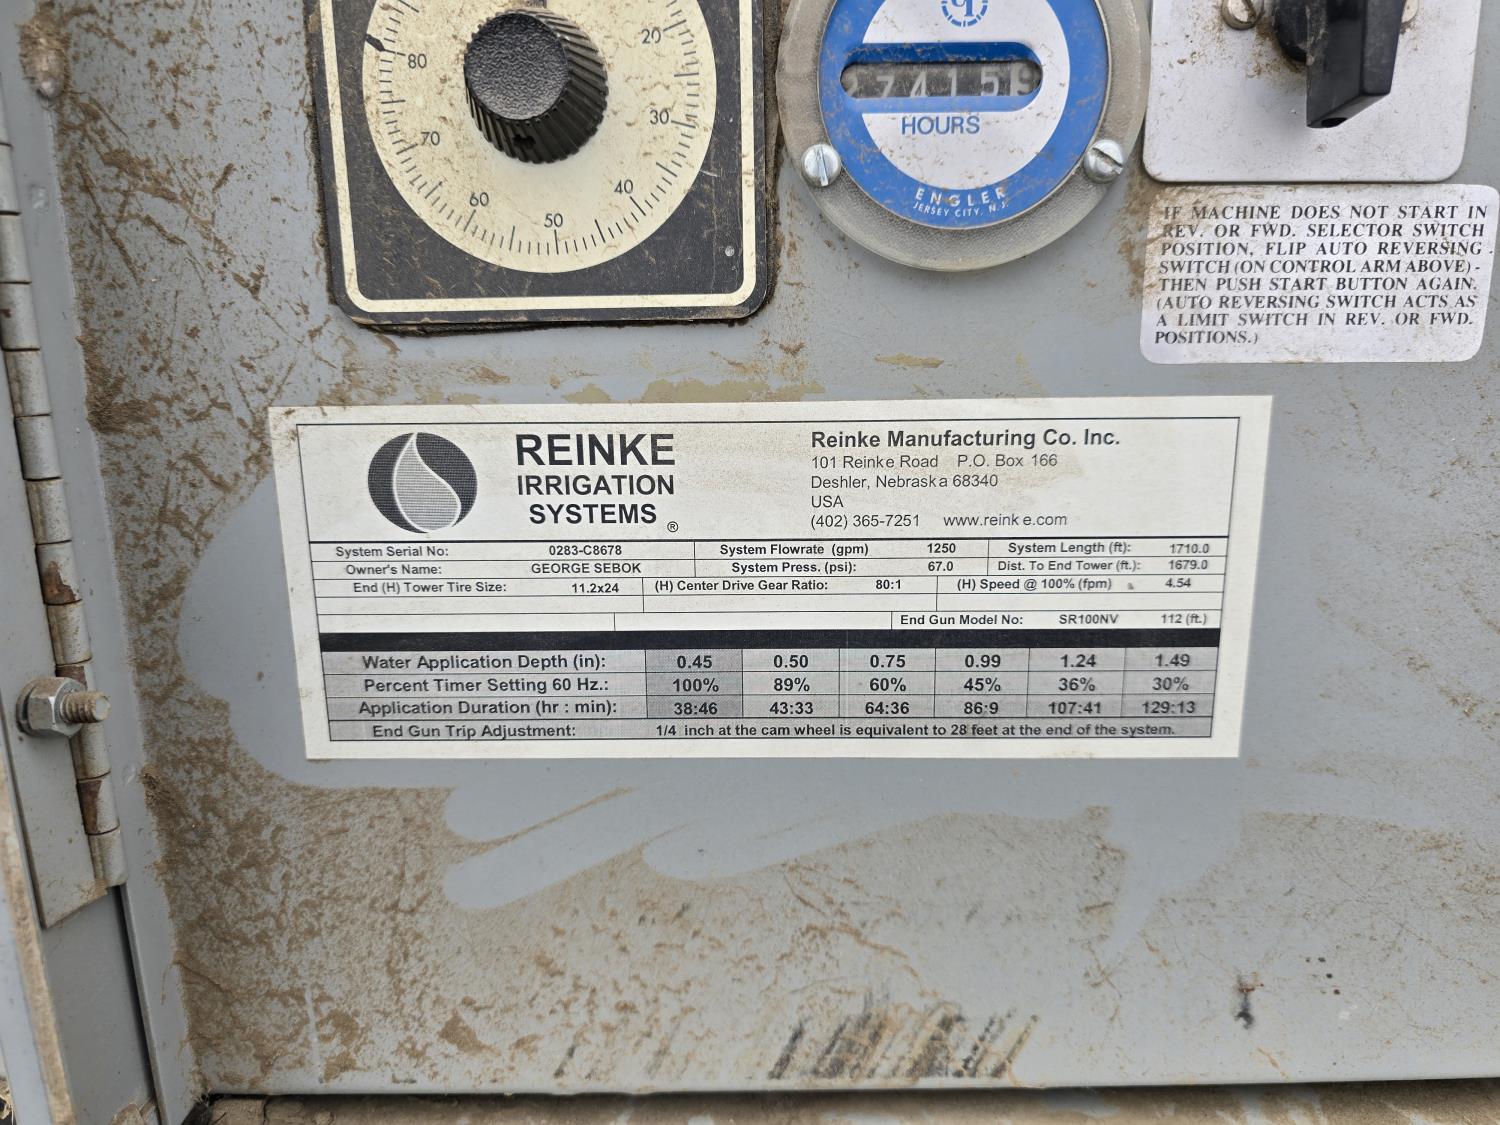 80
20
70
30
60
50
40
274159
HOURS
ENGLER
JERSEY CITY, N.J.
IF MACHINE DOES NOT START IN
REV. OR FWD. SELECTOR SWITCH
POSITION, FLIP AUTO REVERSING
SWITCH (ON CONTROL ARM ABOVE) -
THEN PUSH START BUTTON AGAIN.
(AUTO REVERSING SWITCH ACTS AS
A LIMIT SWITCH IN REV. OR FWD.
POSITIONS.)
REINKE
IRRIGATION
SYSTEMS ®
Reinke Manufacturing Co. Inc.
101 Reinke Road P.O. Box 166
Deshler, Nebraska 68340
USA
(402) 365-7251 www.reinke.com
System Serial No: 0283-C8678 System Flowrate (gpm) 1250 System Length (ft): 1710.0
Owner's Name: GEORGE SEBOK System Press. (psi): 67.0 Dist. To End Tower (ft.): 1679.0
End (H) Tower Tire Size: 11.2x24 (H) Center Drive Gear Ratio: 80:1 (H) Speed @ 100% (fpm) 4.54
End Gun Model No: SR100NV 112 (ft.)
Water Application Depth (in): 0.45 0.50 0.75 0.99 1.24 1.49
Percent Timer Setting 60 Hz.: 100% 89% 60% 45% 36% 30%
Application Duration (hr : min): 38:46 43:33 64:36 86:9 107:41 129:13
End Gun Trip Adjustment: 1/4 inch at the cam wheel is equivalent to 28 feet at the end of the system.